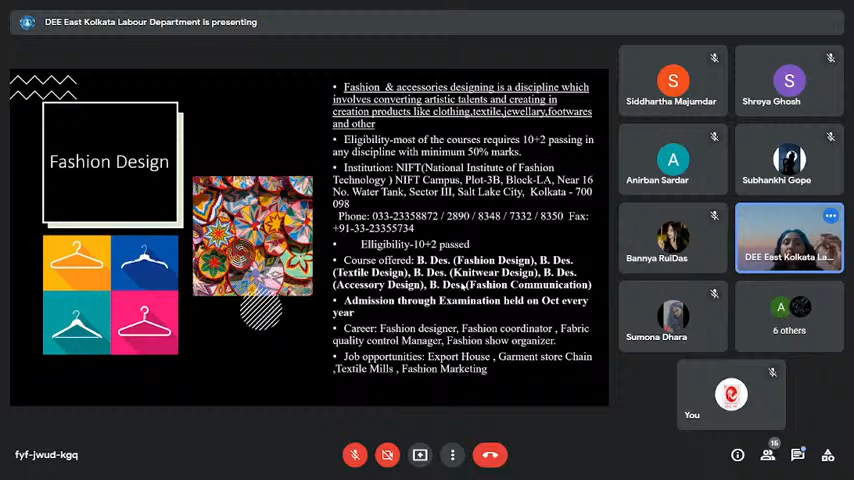 DEE East Kolkata Labour Department is presenting
Fashion Design
• Fashion & accessories designing is a discipline which
involves converting artistic talents and creating in
creation products like clothing,textile,jewellary,footwares
and other
• Eligibility-most of the courses requires 10+2 passing in
any discipline with minimum 50% marks.
• Institution: NIFT(National Institute of Fashion
Technology ) NIFT Campus, Plot-3B, Block-LA, Near 16
No. Water Tank, Sector III, Salt Lake City, Kolkata - 700
098
Phone: 033-23358872 / 2890 / 8348 / 7332 / 8350 Fax:
+91-33-23355734
• Elligibility-10+2 passed
• Course offered: B. Des. (Fashion Design), B. Des.
(Textile Design), B. Des. (Knitwear Design), B. Des.
(Accessory Design), B. Des.(Fashion Communication)
• Admission through Examination held on Oct every
year
• Career: Fashion designer, Fashion coordinator , Fabric
quality control Manager, Fashion show organizer.
• Job opportunities: Export House , Garment store Chain
,Textile Mills , Fashion Marketing
S
Siddhartha Majumdar
S
Shreya Ghosh
A
Anirban Sardar
Subhankhi Gope
Bannya RuiDas
DEE East Kolkata La...
Sumona Dhara
A
6 others
You
fyf-jwud-kgq
16